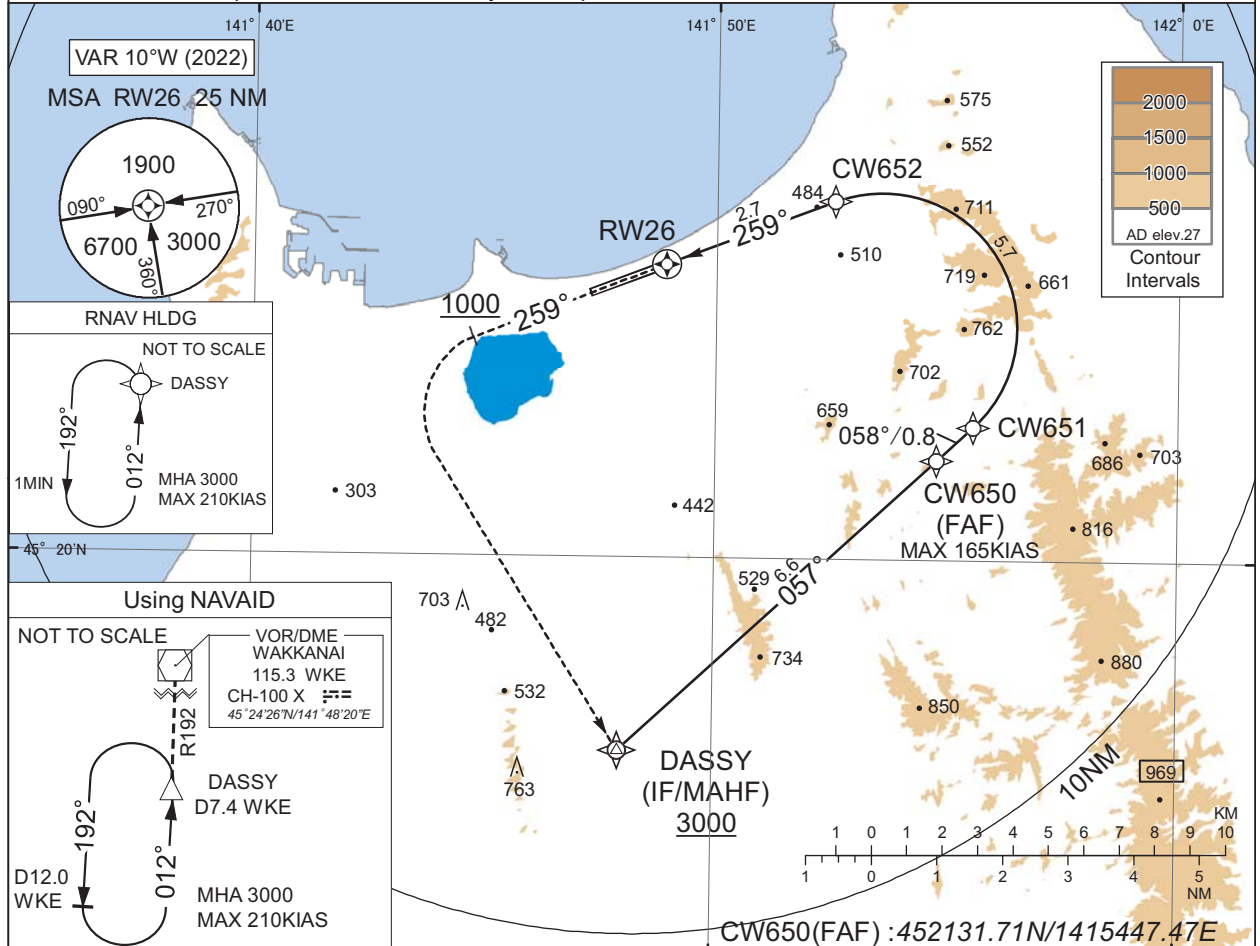 141° 40'E
141° 50'E
142° 0'E
VAR 10°W (2022)
MSA RW26 25 NM
1900
090°
270°
6700
3000
360°
2000
1500
1000
500
AD elev.27
Contour
Intervals
575
552
CW652
484
711
2.7
259°
RW26
510
5.7
719
661
1000
259°
762
702
RNAV HLDG
NOT TO SCALE
DASSY
192°
012°
1MIN
MHA 3000
MAX 210KIAS
659
058°/0.8
CW651
686
703
CW650
(FAF)
MAX 165KIAS
303
442
816
45° 20'N
529
6.6
057°
703
482
734
880
532
850
DASSY
(IF/MAHF)
3000
763
10NM
969
Using NAVAID
NOT TO SCALE
VOR/DME
WAKKANAI
115.3 WKE
CH-100 X
45°24'26"N/141°48'20"E
R192
DASSY
D7.4 WKE
192°
012°
D12.0
WKE
MHA 3000
MAX 210KIAS
KM
1 0 1 2 3 4 5 6 7 8 9 10
1 0 1 2 3 4 5
NM
CW650(FAF) :452131.71N/1415447.47E